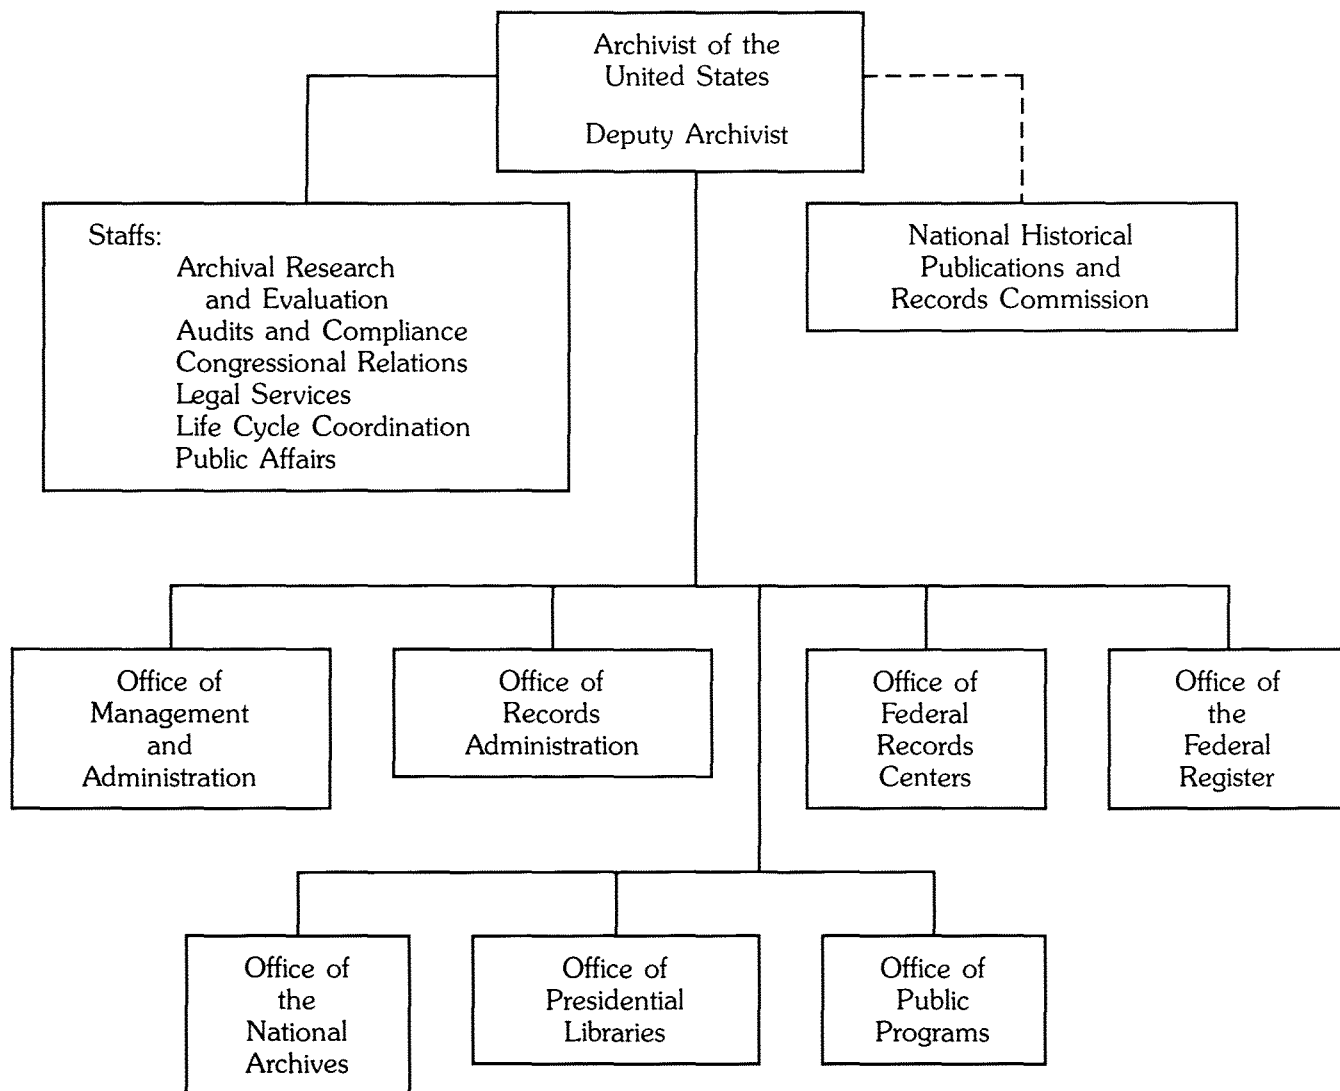 Archivist of the
United States
Deputy Archivist
Staffs:
Archival Research
and Evaluation
Audits and Compliance
Congressional Relations
Legal Services
Life Cycle Coordination
Public Affairs
National Historical
Publications and
Records Commission
Office of
Management
and
Administration
Office of
Records
Administration
Office of
Federal
Records
Centers
Office of
the
Federal
Register
Office of
the
National
Archives
Office of
Presidential
Libraries
Office of
Public
Programs